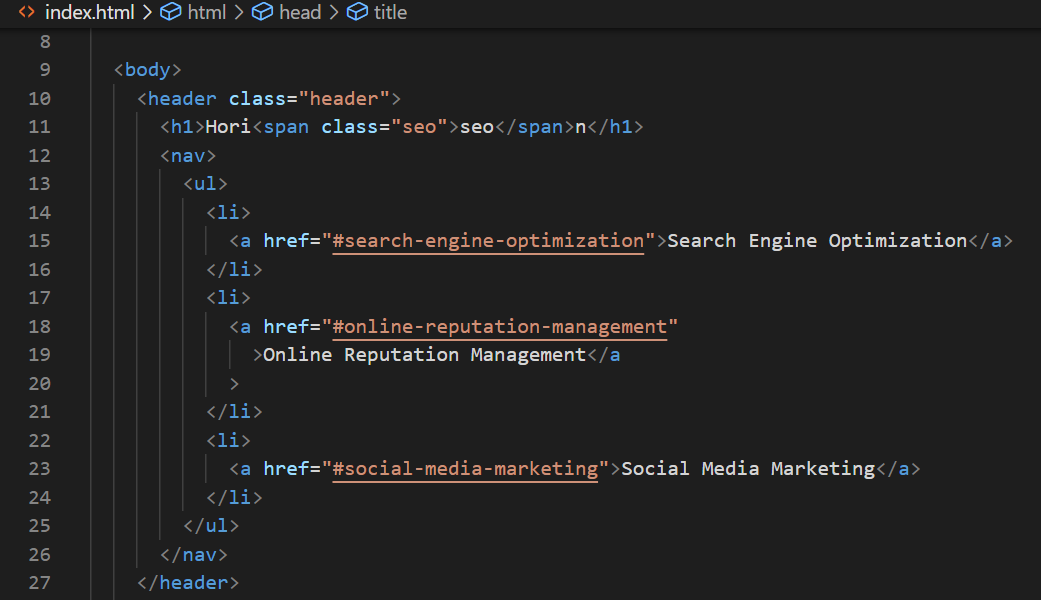 <> index.html > html > head > title
8
9 <body>
10 <header class="header">
11 <h1>Hori<span class="seo">seo</span>n</h1>
12 <nav>
13 <ul>
14 <li>
15 <a href="#search-engine-optimization">Search Engine Optimization</a>
16 </li>
17 <li>
18 <a href="#online-reputation-management"
19 >Online Reputation Management</a
20 >
21 </li>
22 <li>
23 <a href="#social-media-marketing">Social Media Marketing</a>
24 </li>
25 </ul>
26 </nav>
27 </header>